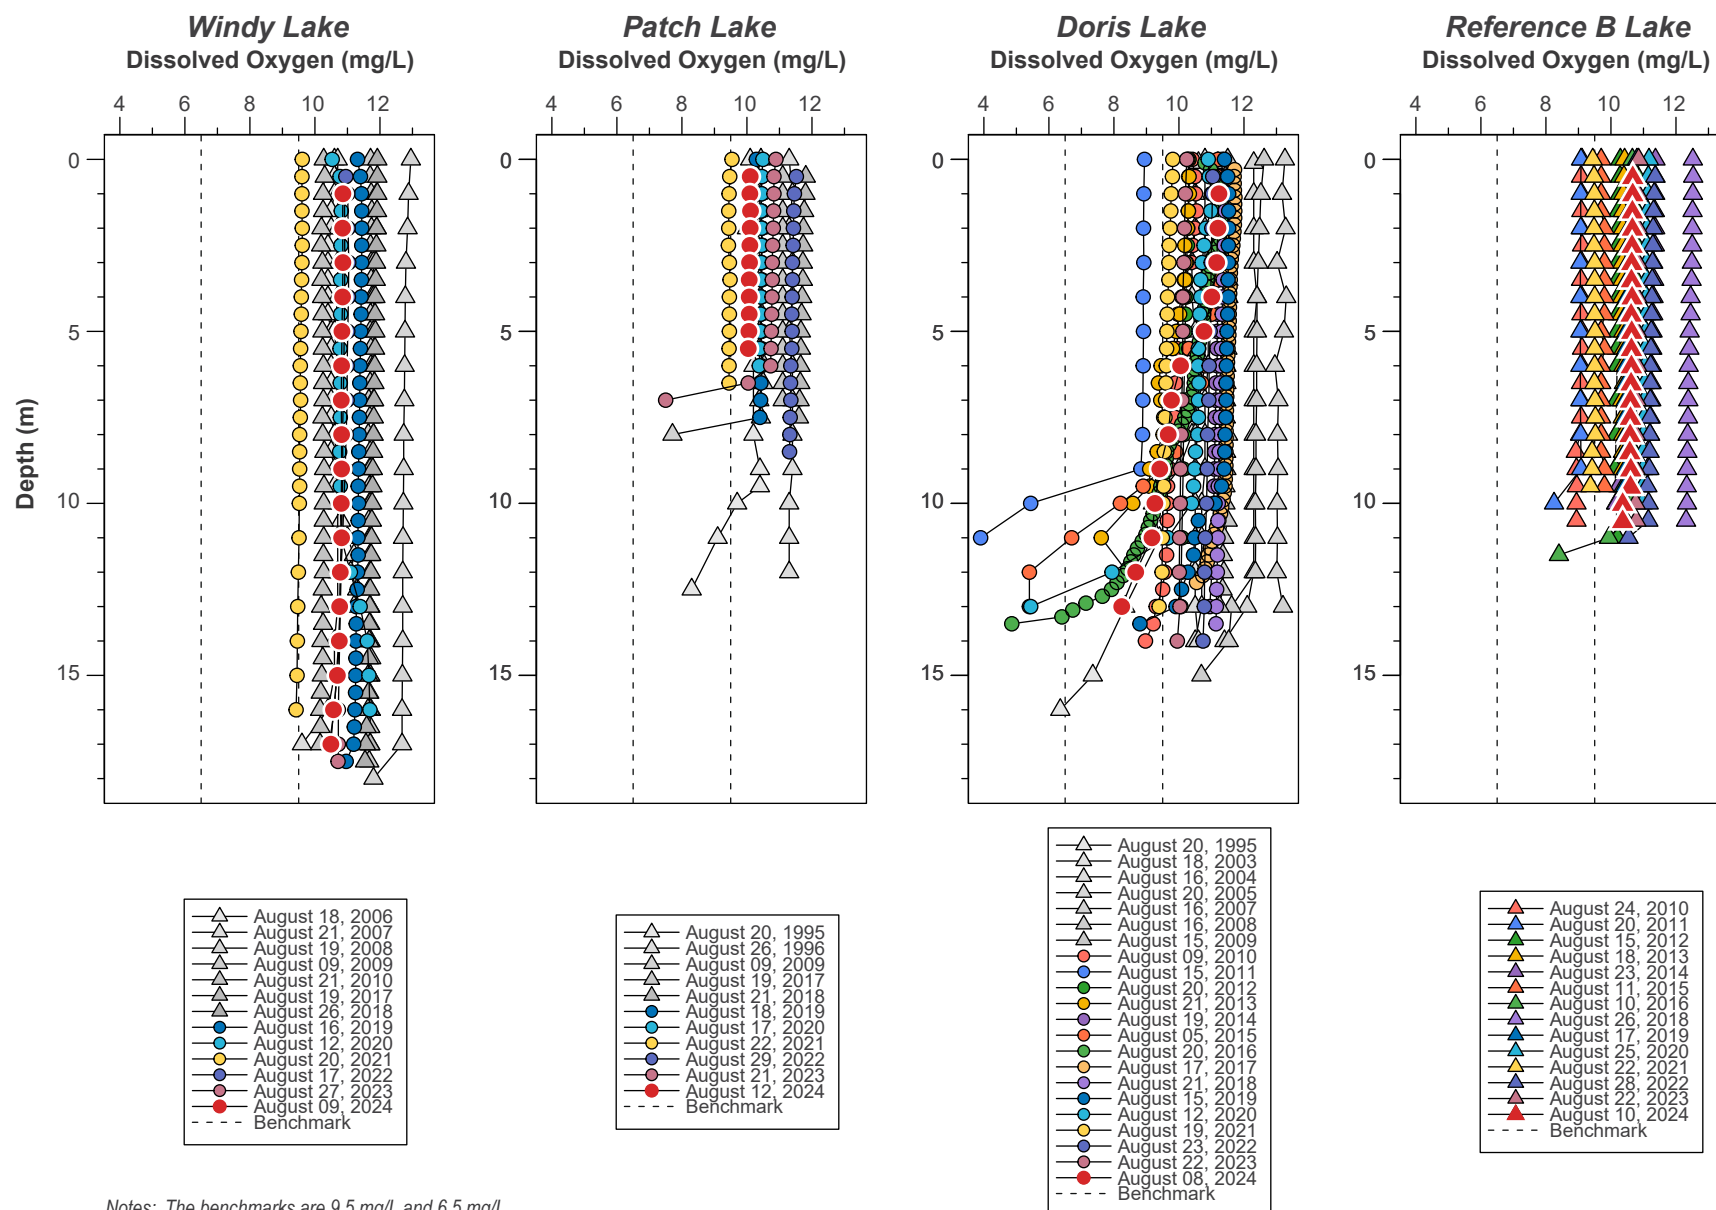 Windy Lake
Dissolved Oxygen (mg/L)
4 6 8 10 12
Patch Lake
Dissolved Oxygen (mg/L)
4 6 8 10 12
Doris Lake
Dissolved Oxygen (mg/L)
4 6 8 10 12
Reference B Lake
Dissolved Oxygen (mg/L)
4 6 8 10 12
Depth (m)
0
5
10
15
0
5
10
15
0
5
10
15
0
5
10
15
August 18, 2006
August 21, 2007
August 19, 2008
August 09, 2009
August 21, 2010
August 19, 2017
August 26, 2018
August 16, 2019
August 12, 2020
August 20, 2021
August 17, 2022
August 27, 2023
August 09, 2024
Benchmark
August 20, 1995
August 26, 1996
August 09, 2009
August 19, 2017
August 21, 2018
August 18, 2019
August 17, 2020
August 22, 2021
August 29, 2022
August 21, 2023
August 12, 2024
Benchmark
August 20, 1995
August 18, 2003
August 16, 2004
August 20, 2005
August 16, 2007
August 16, 2008
August 15, 2009
August 09, 2010
August 15, 2011
August 20, 2012
August 21, 2013
August 19, 2014
August 05, 2015
August 20, 2016
August 17, 2017
August 21, 2018
August 15, 2019
August 12, 2020
August 19, 2021
August 23, 2022
August 22, 2023
August 08, 2024
Benchmark
August 24, 2010
August 20, 2011
August 15, 2012
August 18, 2013
August 23, 2014
August 11, 2015
August 10, 2016
August 26, 2018
August 17, 2019
August 25, 2020
August 22, 2021
August 28, 2022
August 22, 2023
August 10, 2024
Benchmark
Notes: The benchmarks are 9.5 mg/L and 6.5 mg/L